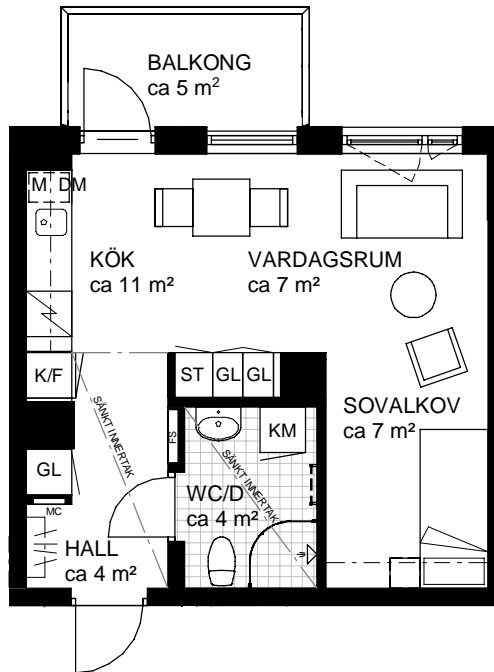 BALKONG
ca 5 m²
M DM
KÖK
ca 11 m²
VARDAGSRUM
ca 7 m²
K/F
ST GL GL
SÄNKT INNERTAK
SOVALKOV
ca 7 m²
FS
KM
SÄNKT INNERTAK
GL
WC/D
ca 4 m²
MC
HALL
ca 4 m²